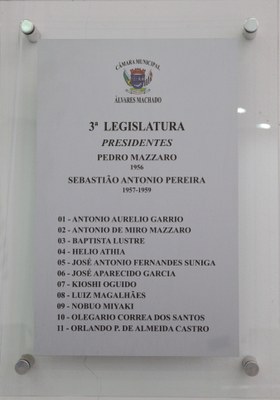 CÂMARA MUNICIPAL
ÁLVARES MACHADO
3ª LEGISLATURA
PRESIDENTES
PEDRO MAZZARO
1956
SEBASTIÃO ANTONIO PEREIRA
1957-1959
01 - ANTONIO AURELIO GARRIO
02 - ANTONIO DE MIRO MAZZARO
03 - BAPTISTA LUSTRE
04 - HELIO ATHIA
05 - JOSÉ ANTONIO FERNANDES SUNIGA
06 - JOSÉ APARECIDO GARCIA
07 - KIOSHI OGUIDO
08 - LUIZ MAGALHÃES
09 - NOBUO MIYAKI
10 - OLEGARIO CORREA DOS SANTOS
11 - ORLANDO P. DE ALMEIDA CASTRO